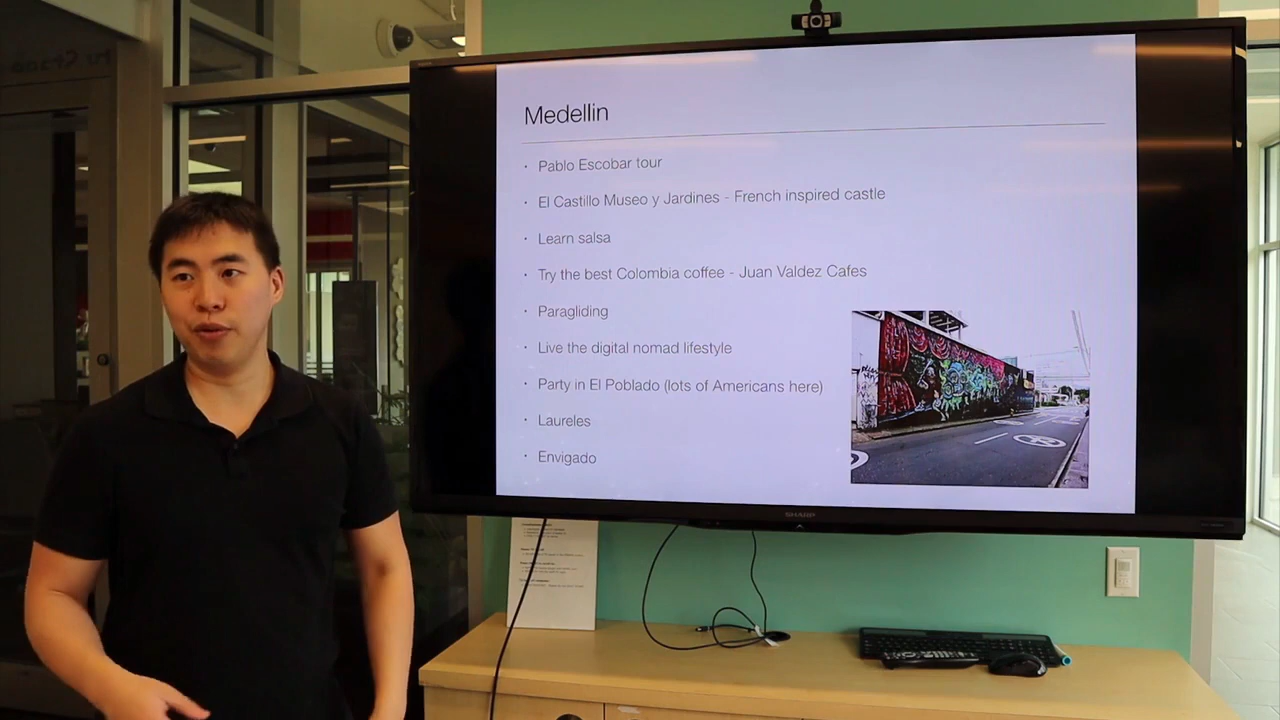 Medellin
• Pablo Escobar tour
• El Castillo Museo y Jardines - French inspired castle
• Learn salsa
• Try the best Colombia coffee - Juan Valdez Cafes
• Paragliding
• Live the digital nomad lifestyle
• Party in El Poblado (lots of Americans here)
• Laureles
• Envigado
SHARP